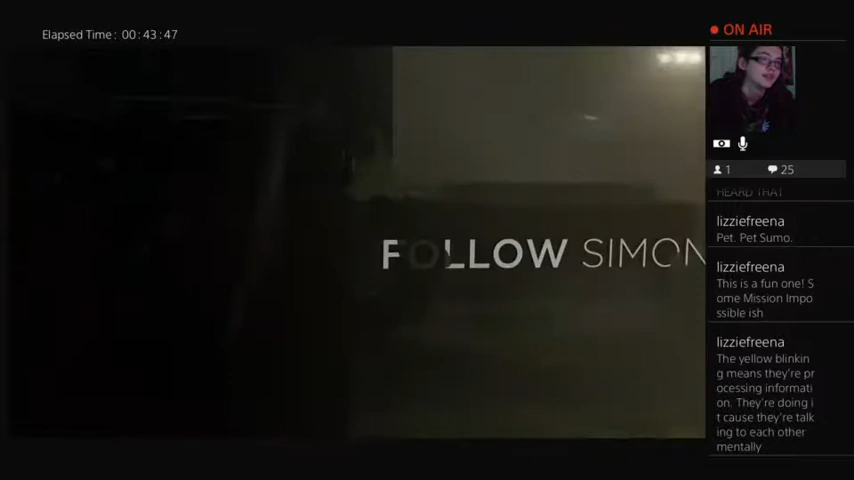 Elapsed Time: 00:43:47
ON AIR
FOLLOW SIMON
1 25
HEARD THAT
lizziefreena
Pet. Pet Sumo.
lizziefreena
This is a fun one! S
ome Mission Impo
ssible ish
lizziefreena
The yellow blinkin
g means they're pr
ocessing informati
on. They're doing i
t cause they're talk
ing to each other
mentally